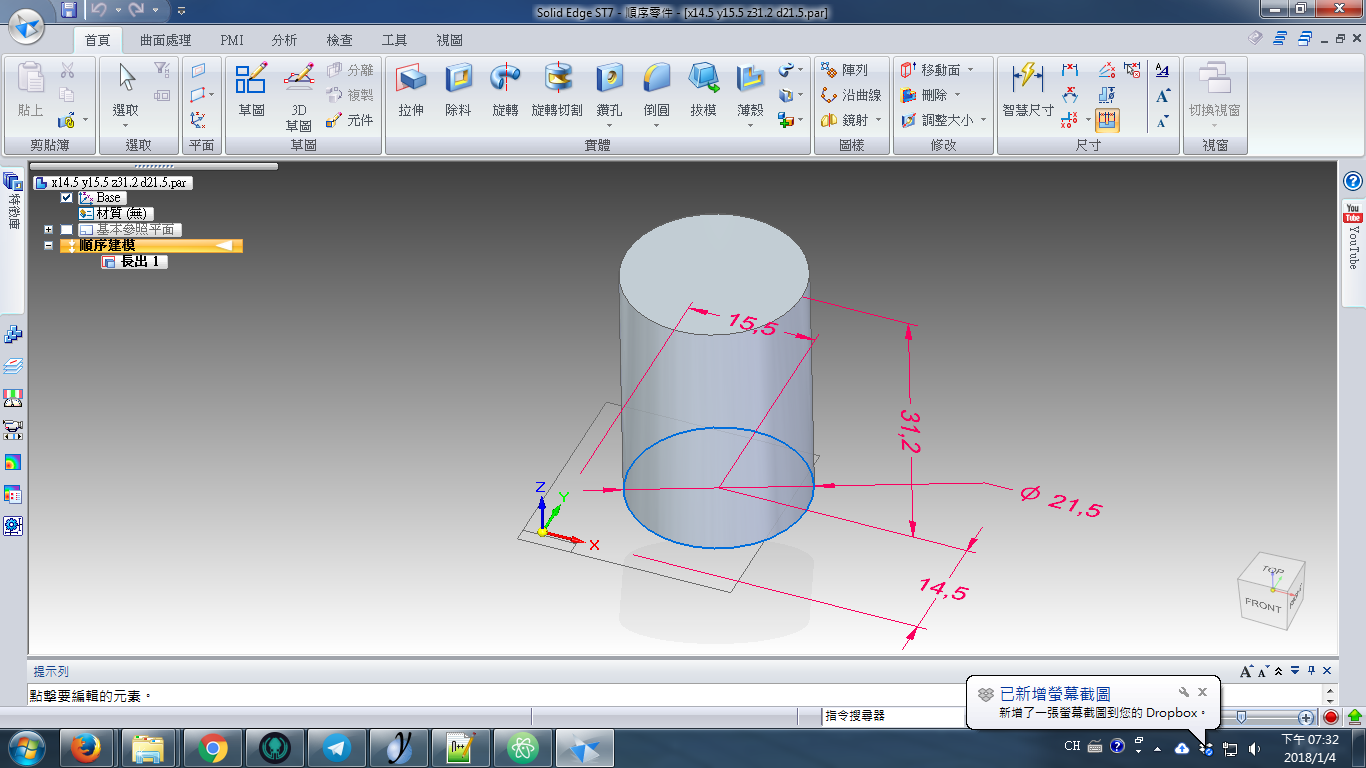 Solid Edge ST7 - 順序零件 - [x14.5 y15.5 z31.2 d21.5.par]
首頁 曲面處理 PMI 分析 檢查 工具 視圖
貼上 選取 草圖 3D 草圖 分離 複製 元件 拉伸 除料 旋轉 旋轉切割 鑽孔 倒圓 拔模 薄殼 陣列 沿曲線 鏡射 移動面 刪除 調整大小 智慧尺寸 切換視窗
剪貼簿 選取 平面 草圖 實體 圖樣 修改 尺寸 視窗
x14.5 y15.5 z31.2 d21.5.par
Base
材質 (無)
基本參照平面
順序建模
長出 1
特徵庫
You
Tube
YouTube
15,5
31,2
Ø 21,5
14,5
Z
Y
X
TOP
FRONT
提示列
點擊要編輯的元素。
指令搜尋器
已新增螢幕截圖
新增了一張螢幕截圖到您的 Dropbox。
CH
下午 07:32
2018/1/4